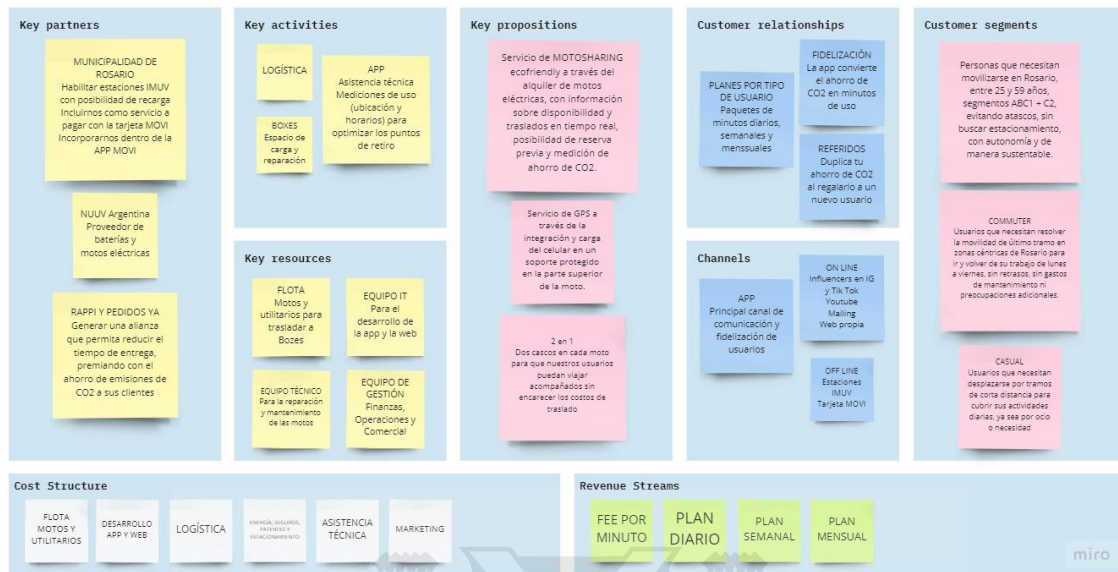 Key partners
MUNICIPALIDAD DE
ROSARIO
Habilitar estaciones IMUV
con posibilidad de recarga
Incluirnos como servicio a
pagar con la tarjeta MOVI
Incorporarnos dentro de la
APP MOVI
NUUV Argentina
Proveedor de
baterías y
motos eléctricas
RAPPI Y PEDIDOS YA
Generar una alianza
que permita reducir el
tiempo de entrega,
premiando con el
ahorro de emisiones de
CO2 a sus clientes
Key activities
LOGÍSTICA
BOXES
Espacio de
carga y
reparación
APP
Asistencia técnica
Mediciones de uso
(ubicación y
horarios) para
optimizar los puntos
de retiro
Key resources
FLOTA
Motos y
utilitarios para
trasladar a
Bozes
EQUIPO IT
Para el
desarrollo de
la app y la web
EQUIPO TÉCNICO
Para la reparación
y mantenimiento
de las motos
EQUIPO DE
GESTIÓN
Finanzas,
Operaciones y
Comercial
Key propositions
Servicio de MOTOSHARING
ecofriendly a través del
alquiler de motos
eléctricas, con información
sobre disponibilidad y
traslados en tiempo real,
posibilidad de reserva
previa y medición de
ahorro de CO2.
Servicio de GPS a
través de la
integración y carga
del celular en un
soporte protegido
en la parte superior
de la moto.
2 en 1
Dos cascos en cada moto
para que nuestros usuarios
puedan viajar
acompañados sin
encarecer los costos de
traslado
Customer relationships
PLANES POR TIPO
DE USUARIO
Paquetes de
minutos diarios,
semanales y
menssuales
FIDELIZACIÓN
La app convierte
el ahorro de
CO2 en minutos
de uso
REFERIDOS
Duplica tu
ahorro de CO2
al regalarlo a un
nuevo usuario
Channels
APP
Principal canal de
comunicación y
fidelización de
usuarios
ON LINE
Influencers en IG
y Tik Tok
Youtube
Mailing
Web propia
OFF LINE
Estaciones
IMUV
Tarjeta MOVI
Customer segments
Personas que necesitan
movilizarse en Rosario,
entre 25 y 59 años,
segmentos ABC1 + C2,
evitando atascos, sin
buscar estacionamiento,
con autonomía y de
manera sustentable.
COMMUTER
Usuarios que necesitan resolver
la movilidad de último tramo en
zonas céntricas de Rosario para
ir y volver de su trabajo de lunes
a viernes, sin retrasos, sin gastos
de mantenimiento ni
preocupaciones adicionales.
CASUAL
Usuarios que necesitan
desplazarse por tramos
de corta distancia para
cubrir sus actividades
diarias, ya sea por ocio
o necesidad
Cost Structure
FLOTA
MOTOS Y
UTILITARIOS
DESARROLLO
APP Y WEB
LOGÍSTICA
ENERGÍA, SEGUROS,
PATENTES Y
ESTACIONAMIENTO
ASISTENCIA
TÉCNICA
MARKETING
Revenue Streams
FEE POR
MINUTO
PLAN
DIARIO
PLAN
SEMANAL
PLAN
MENSUAL
miro